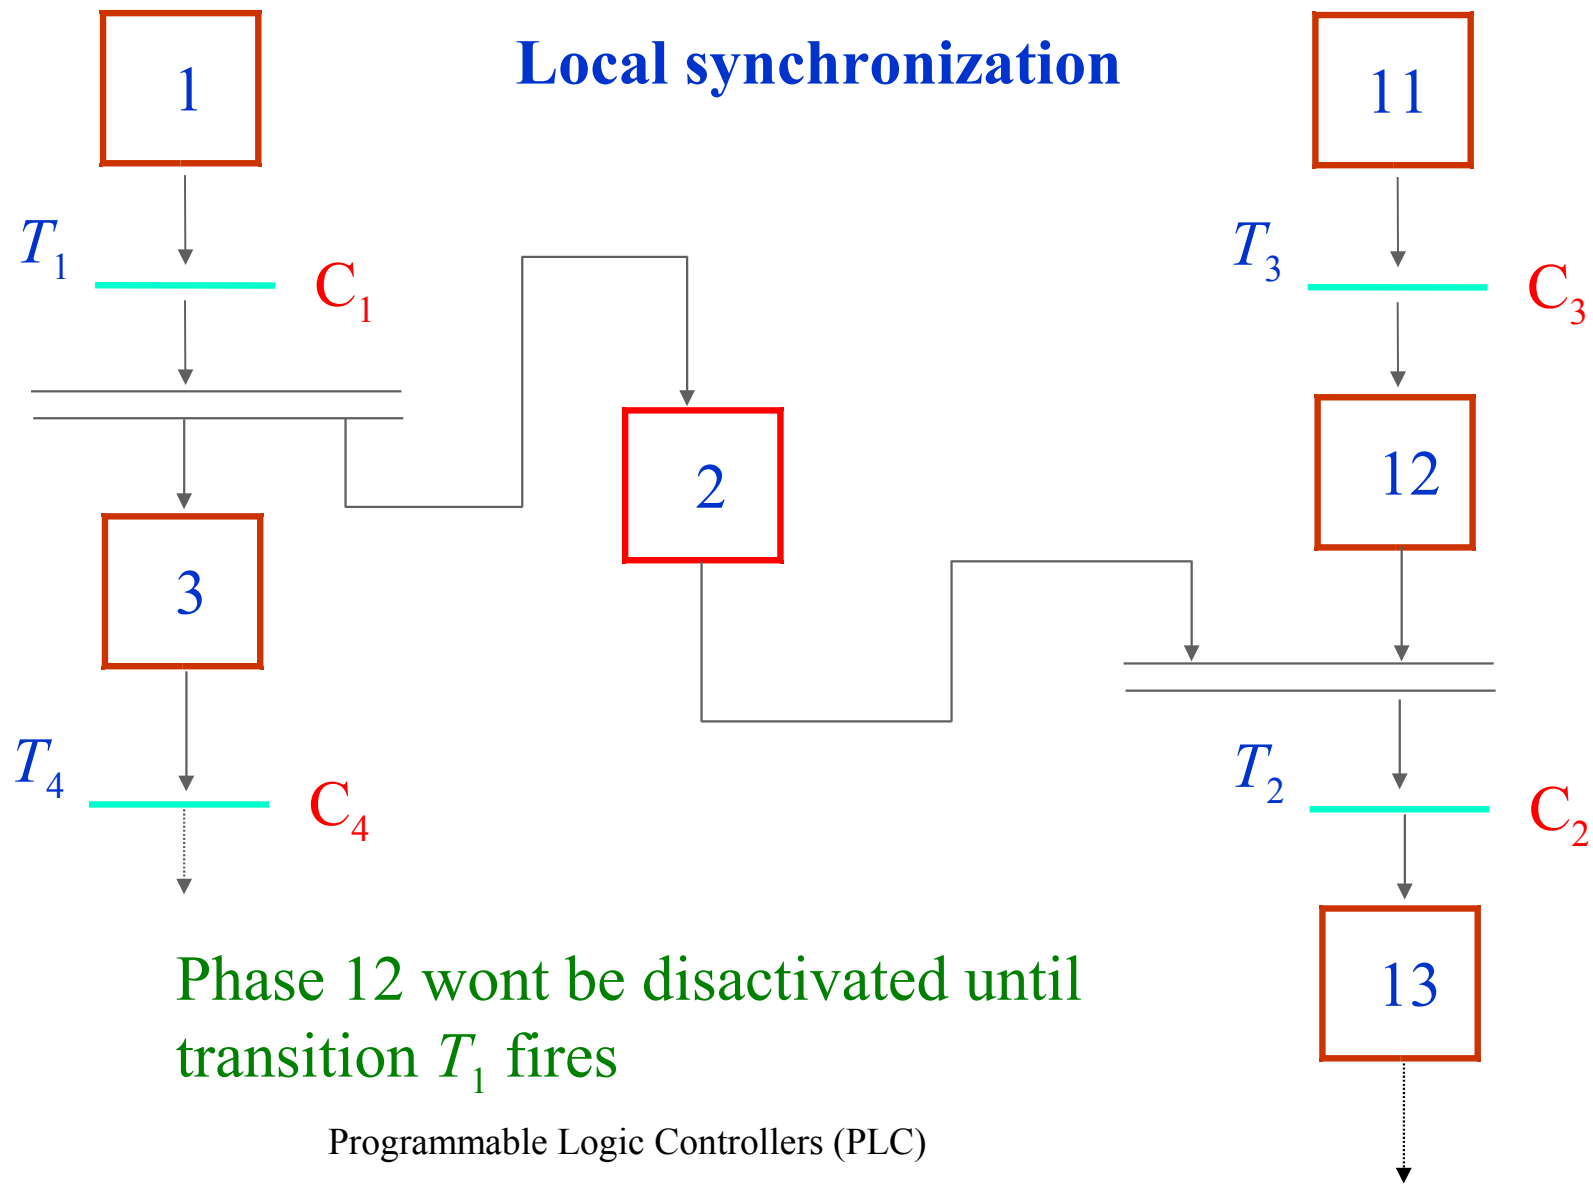 Local synchronization
1
11
T1
C1
T3
C3
2
12
3
T4
C4
T2
C2
13
Phase 12 wont be disactivated until
transition T1 fires
Programmable Logic Controllers (PLC)